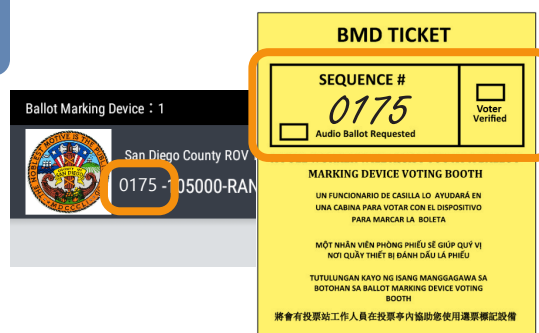 Ballot Marking Device : 1
San Diego County ROV
0175 -105000-RAN
BMD TICKET
SEQUENCE #
0175
Audio Ballot Requested
Voter
Verified
MARKING DEVICE VOTING BOOTH
UN FUNCIONARIO DE CASILLA LO AYUDARÁ EN
UNA CABINA PARA VOTAR CON EL DISPOSITIVO
PARA MARCAR LA BOLETA
MỘT NHÂN VIÊN PHÒNG PHIẾU SẼ GIÚP QUÝ VỊ
NƠI QUẦY THIẾT BỊ ĐÁNH DẤU LÁ PHIẾU
TUTULUNGAN KAYO NG ISANG MANGGAGAWA SA
BOTOHAN SA BALLOT MARKING DEVICE VOTING
BOOTH
將會有投票站工作人員在投票亭內協助您使用選票標記設備